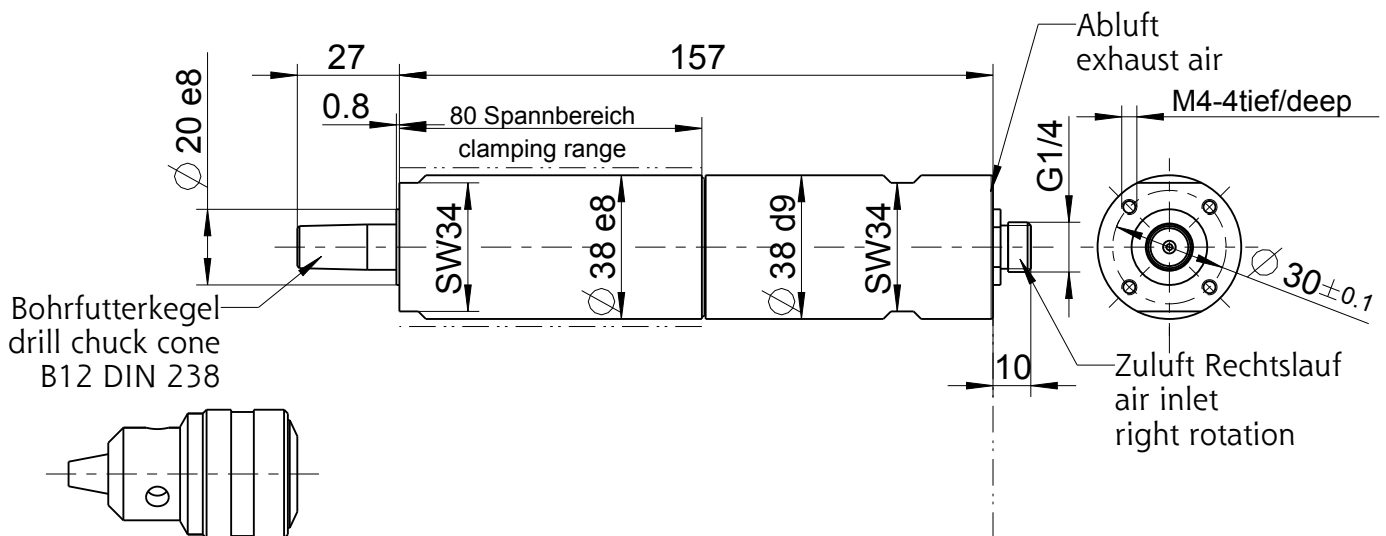 27
157
Abluft
exhaust air
M4-4tief/deep
0.8
80 Spannbereich
clamping range
⌀ 20 e8
G1/4
SW34
⌀ 38 e8
⌀ 38 d9
SW34
⌀ 30±0.1
Bohrfutterkegel
drill chuck cone
B12 DIN 238
10
Zuluft Rechtslauf
air inlet
right rotation